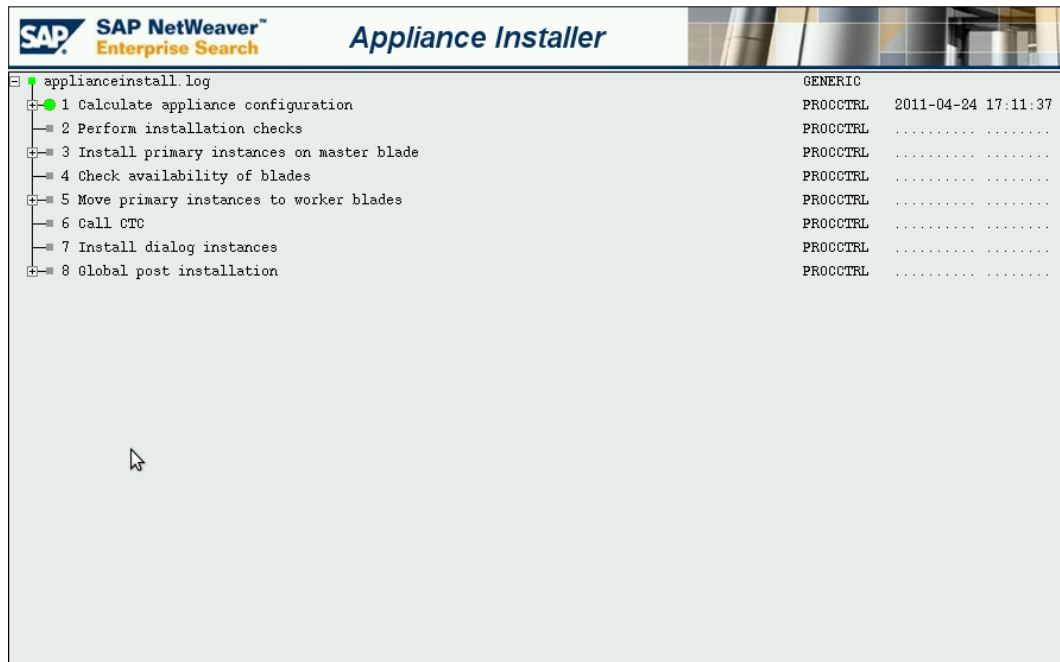 SAP SAP NetWeaver™ Appliance Installer
Enterprise Search
applianceinstall.log GENERIC
1 Calculate appliance configuration PROCCTRL 2011-04-24 17:11:37
2 Perform installation checks PROCCTRL .......... ........
3 Install primary instances on master blade PROCCTRL .......... ........
4 Check availability of blades PROCCTRL .......... ........
5 Move primary instances to worker blades PROCCTRL .......... ........
6 Call CTC PROCCTRL .......... ........
7 Install dialog instances PROCCTRL .......... ........
8 Global post installation PROCCTRL .......... ........